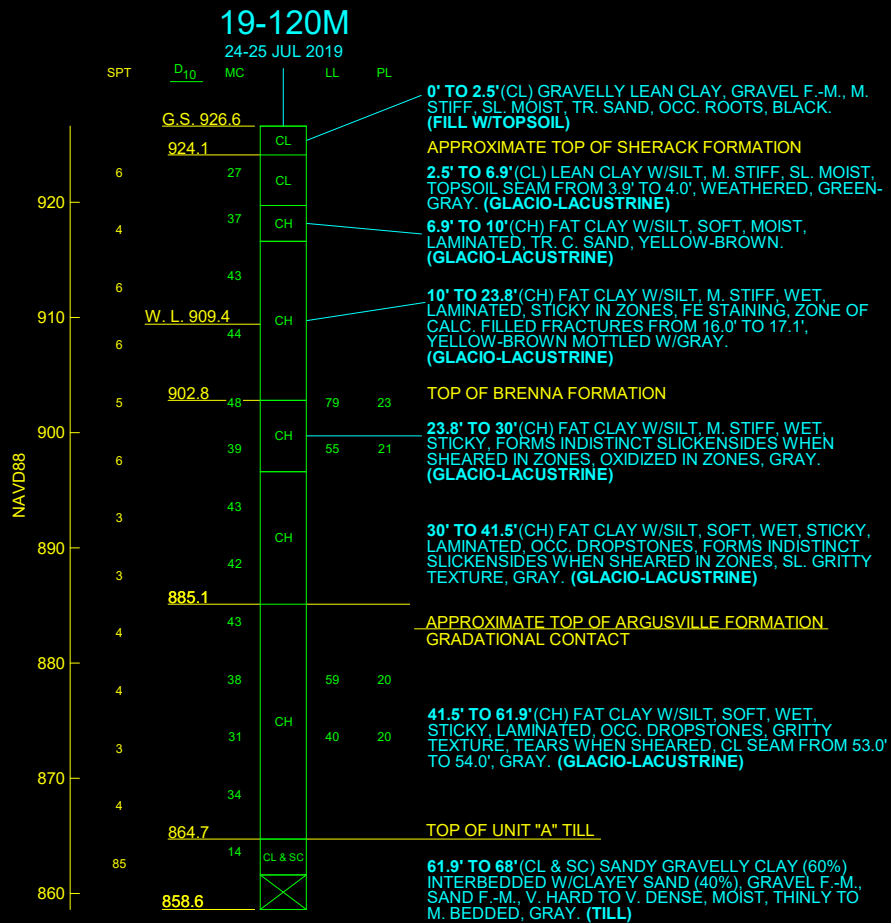 19-120M
24-25 JUL 2019
SPT D10 MC LL PL
G.S. 926.6
CL
0' TO 2.5'(CL) GRAVELLY LEAN CLAY, GRAVEL F.-M., M.
STIFF, SL. MOIST, TR. SAND, OCC. ROOTS, BLACK.
(FILL W/TOPSOIL)
924.1
APPROXIMATE TOP OF SHERACK FORMATION
6 27 CL
2.5' TO 6.9'(CL) LEAN CLAY W/SILT, M. STIFF, SL. MOIST,
TOPSOIL SEAM FROM 3.9' TO 4.0', WEATHERED, GREEN-
GRAY. (GLACIO-LACUSTRINE)
920
4 37 CH
6.9' TO 10'(CH) FAT CLAY W/SILT, SOFT, MOIST,
LAMINATED, TR. C. SAND, YELLOW-BROWN.
(GLACIO-LACUSTRINE)
6 43
10' TO 23.8'(CH) FAT CLAY W/SILT, M. STIFF, WET,
LAMINATED, STICKY IN ZONES, FE STAINING, ZONE OF
CALC. FILLED FRACTURES FROM 16.0' TO 17.1',
YELLOW-BROWN MOTTLED W/GRAY.
(GLACIO-LACUSTRINE)
910
W. L. 909.4
CH
6 44
902.8
TOP OF BRENNA FORMATION
5 48 79 23
900
CH
23.8' TO 30'(CH) FAT CLAY W/SILT, M. STIFF, WET,
STICKY, FORMS INDISTINCT SLICKENSIDES WHEN
SHEARED IN ZONES, OXIDIZED IN ZONES, GRAY.
(GLACIO-LACUSTRINE)
6 39 55 21
NAVD88
3 43
890
CH
30' TO 41.5'(CH) FAT CLAY W/SILT, SOFT, WET, STICKY,
LAMINATED, OCC. DROPSTONES, FORMS INDISTINCT
SLICKENSIDES WHEN SHEARED IN ZONES, SL. GRITTY
TEXTURE, GRAY. (GLACIO-LACUSTRINE)
3 42
885.1
APPROXIMATE TOP OF ARGUSVILLE FORMATION
GRADATIONAL CONTACT
4 43
880
4 38 59 20
CH
41.5' TO 61.9'(CH) FAT CLAY W/SILT, SOFT, WET,
STICKY, LAMINATED, OCC. DROPSTONES, GRITTY
TEXTURE, TEARS WHEN SHEARED, CL SEAM FROM 53.0'
TO 54.0', GRAY. (GLACIO-LACUSTRINE)
3 31 40 20
870
4 34
864.7
TOP OF UNIT "A" TILL
85 14 CL & SC
61.9' TO 68'(CL & SC) SANDY GRAVELLY CLAY (60%)
INTERBEDDED W/CLAYEY SAND (40%), GRAVEL F.-M.,
SAND F.-M., V. HARD TO V. DENSE, MOIST, THINLY TO
M. BEDDED, GRAY. (TILL)
860
858.6